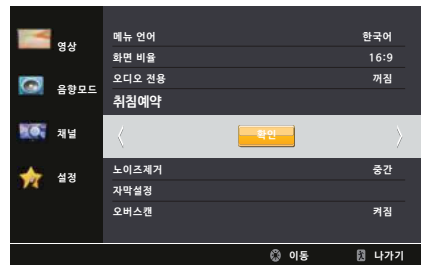 영상
음향모드
채널
설정
메뉴 언어 한국어
화면 비율 16:9
오디오 전용 꺼짐
취침예약
확인
노이즈제거 중간
자막설정
오버스캔 켜짐
이동 나가기